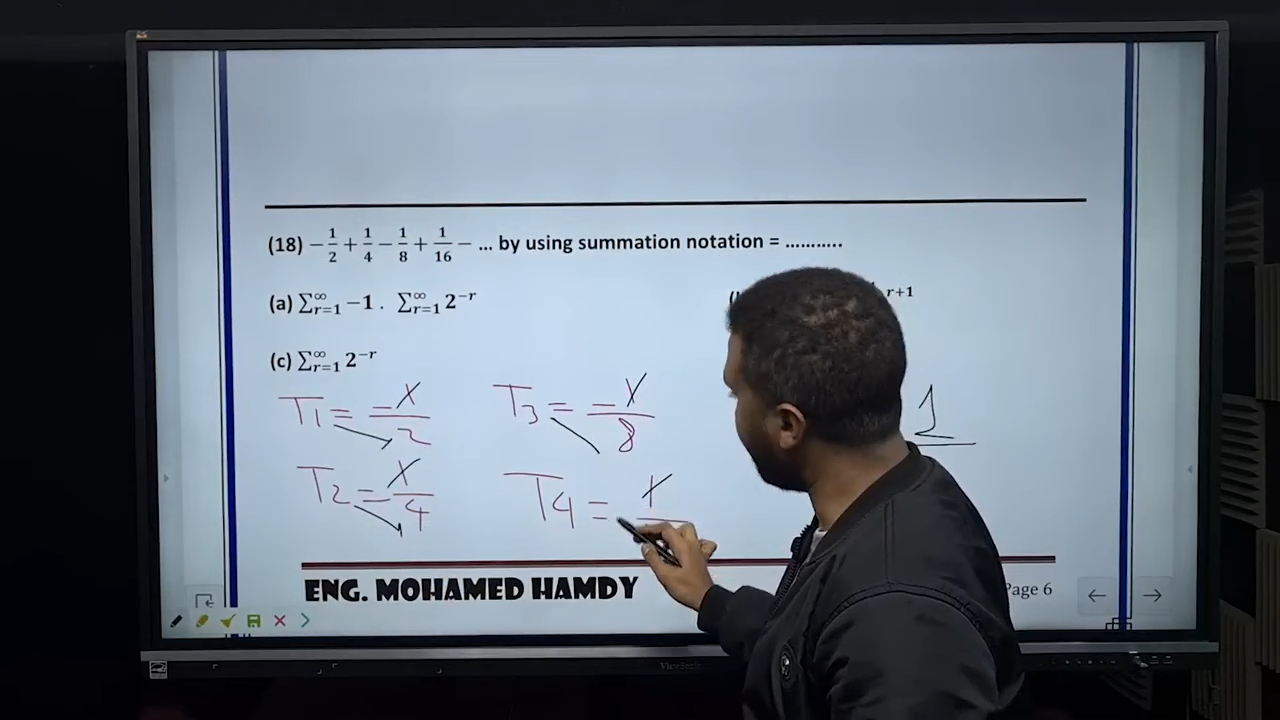 (18) −1/2 + 1/4 − 1/8 + 1/16 − ... by using summation notation = ...........
(a) ∑_{r=1}^{∞} −1 . ∑_{r=1}^{∞} 2^{−r}
r+1
(c) ∑_{r=1}^{∞} 2^{−r}
T1 = −1/2
T3 = −1/8
1
T2 = 1/4
T4 = 1
ENG. MOHAMED HAMDY
Page 6
ViewSonic